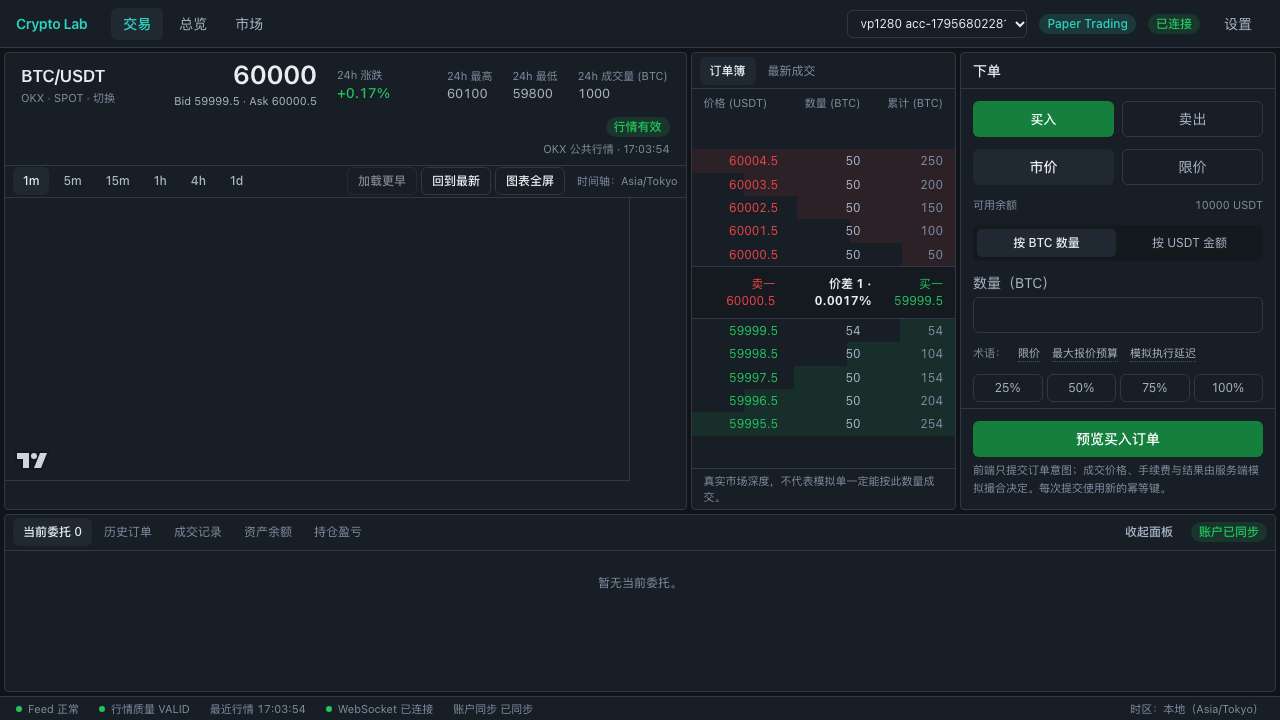 Crypto Lab 交易 总览 市场 vp1280 acc-1795680228 Paper Trading 已连接 设置
BTC/USDT 60000 24h 涨跌 24h 最高 24h 最低 24h 成交量 (BTC)
OKX · SPOT · 切换 Bid 59999.5 · Ask 60000.5 +0.17% 60100 59800 1000
行情有效
OKX 公共行情 · 17:03:54
1m 5m 15m 1h 4h 1d 加载更早 回到最新 图表全屏 时间轴：Asia/Tokyo
订单簿 最新成交
价格 (USDT) 数量 (BTC) 累计 (BTC)
60004.5 50 250
60003.5 50 200
60002.5 50 150
60001.5 50 100
60000.5 50 50
卖一 价差 1 · 买一
60000.5 0.0017% 59999.5
59999.5 54 54
59998.5 50 104
59997.5 50 154
59996.5 50 204
59995.5 50 254
真实市场深度，不代表模拟单一定能按此数量成
交。
下单
买入 卖出
市价 限价
可用余额 10000 USDT
按 BTC 数量 按 USDT 金额
数量（BTC）
术语： 限价 最大报价预算 模拟执行延迟
25% 50% 75% 100%
预览买入订单
前端只提交订单意图；成交价格、手续费与结果由服务端模
拟撮合决定。每次提交使用新的幂等键。
当前委托 0 历史订单 成交记录 资产余额 持仓盈亏 收起面板 账户已同步
暂无当前委托。
Feed 正常 行情质量 VALID 最近行情 17:03:54 WebSocket 已连接 账户同步 已同步 时区：本地（Asia/Tokyo）